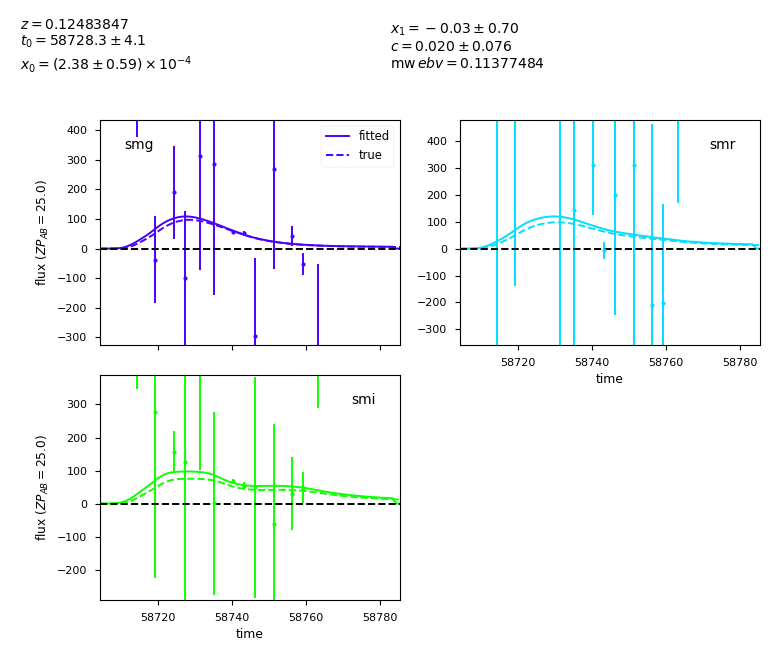 z = 0.12483847
t₀ = 58728.3 ± 4.1
x₀ = (2.38 ± 0.59) × 10⁻⁴
x₁ = −0.03 ± 0.70
c = 0.020 ± 0.076
mw ebv = 0.11377484
smg
fitted
true
400
300
200
100
0
−100
−200
−300
flux (ZP_AB = 25.0)
smr
400
300
200
100
0
−100
−200
−300
58720 58740 58760 58780
time
smi
300
200
100
0
−100
−200
flux (ZP_AB = 25.0)
58720 58740 58760 58780
time